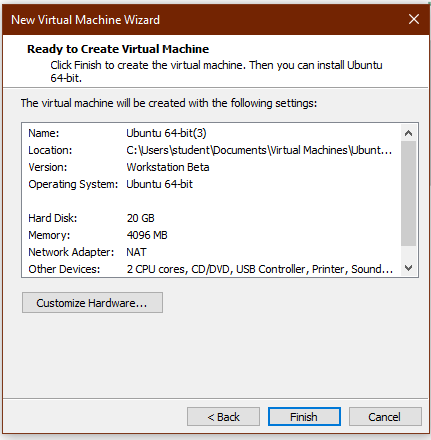 New Virtual Machine Wizard
Ready to Create Virtual Machine
Click Finish to create the virtual machine. Then you can install Ubuntu
64-bit.
The virtual machine will be created with the following settings:
Name: Ubuntu 64-bit(3)
Location: C:\Users\student\Documents\Virtual Machines\Ubunt...
Version: Workstation Beta
Operating System: Ubuntu 64-bit
Hard Disk: 20 GB
Memory: 4096 MB
Network Adapter: NAT
Other Devices: 2 CPU cores, CD/DVD, USB Controller, Printer, Sound...
Customize Hardware...
< Back Finish Cancel